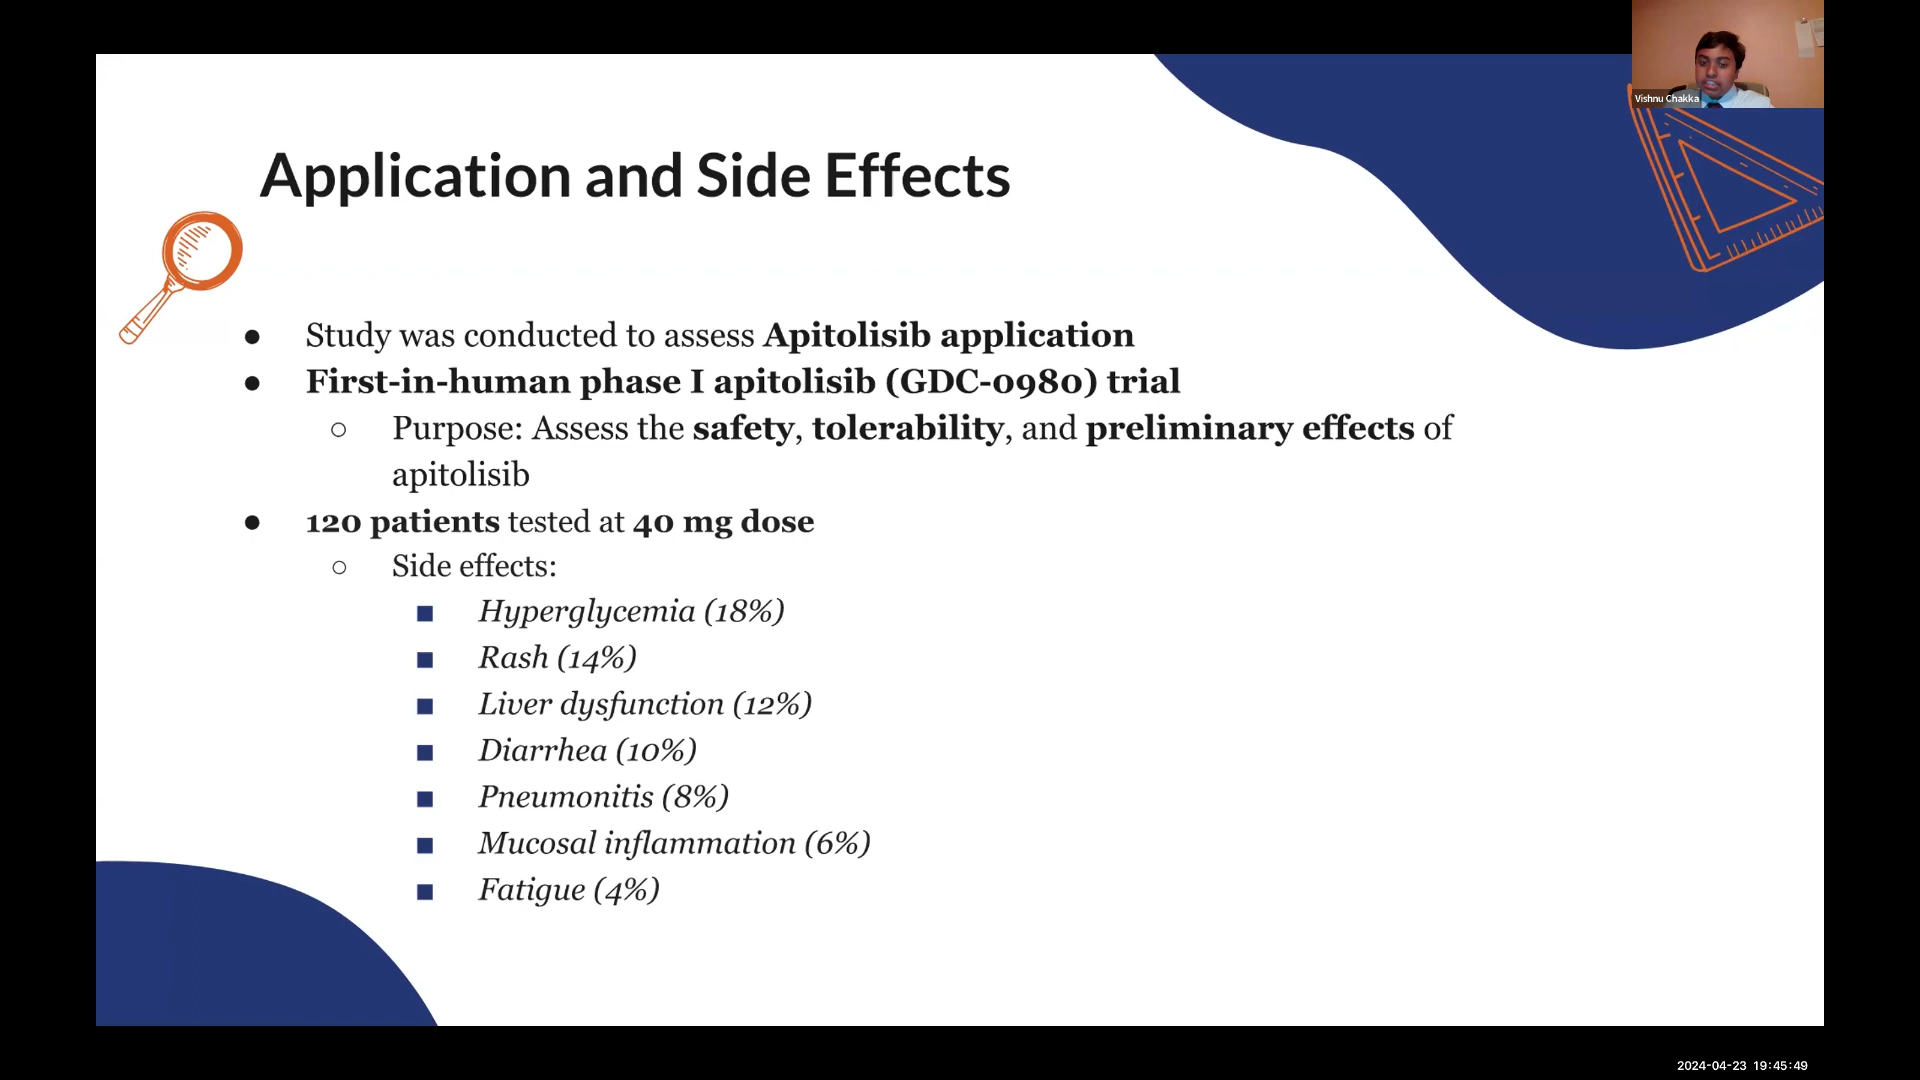 Vishnu Chakka
Application and Side Effects
● Study was conducted to assess Apitolisib application
● First-in-human phase I apitolisib (GDC-0980) trial
○ Purpose: Assess the safety, tolerability, and preliminary effects of
apitolisib
● 120 patients tested at 40 mg dose
○ Side effects:
■ Hyperglycemia (18%)
■ Rash (14%)
■ Liver dysfunction (12%)
■ Diarrhea (10%)
■ Pneumonitis (8%)
■ Mucosal inflammation (6%)
■ Fatigue (4%)
2024-04-23 19:45:49